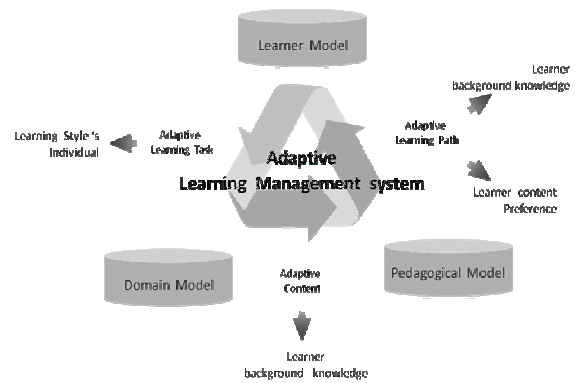 Learner Model
Learner
background knowledge
Adaptive
Learning Path
Learning Style's
Individual
Adaptive
Learning Task
Adaptive
Learning Management system
Learner content
Preference
Domain Model
Adaptive
Content
Pedagogical Model
Learner
background knowledge